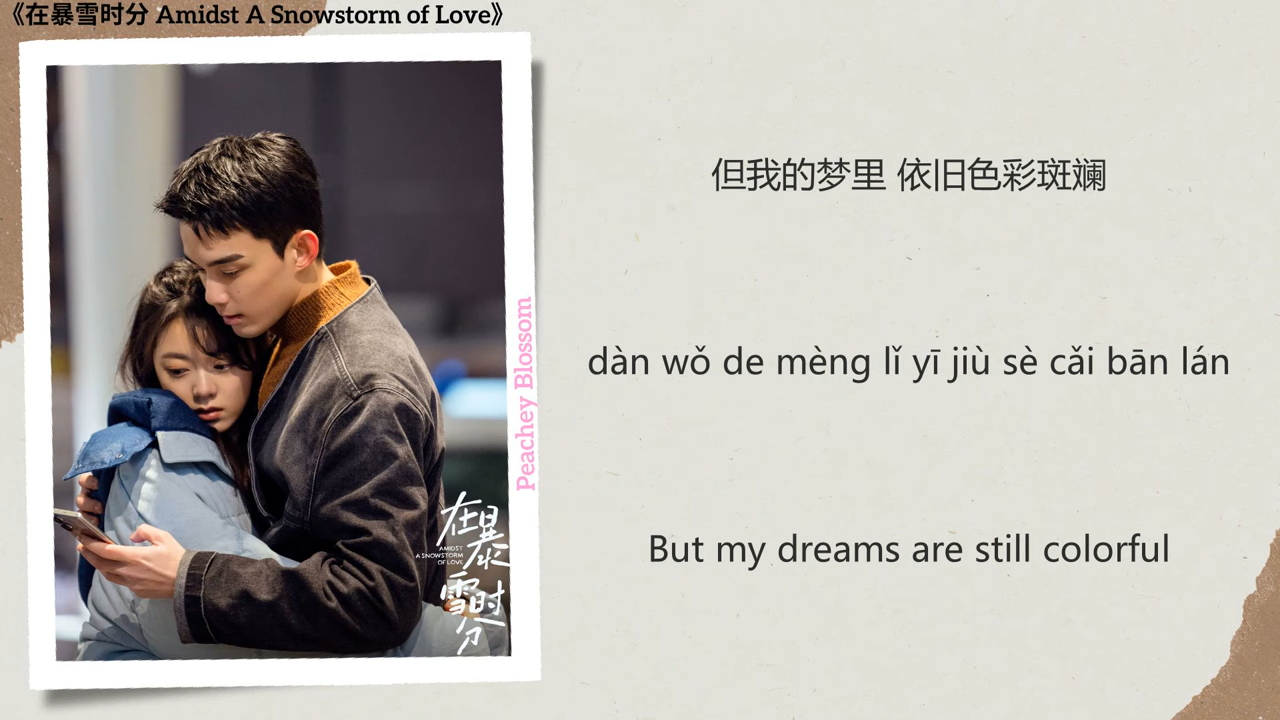 《在暴雪时分 Amidst A Snowstorm of Love》
但我的梦里 依旧色彩斑斓
dàn wǒ de mèng lǐ yī jiù sè cǎi bān lán
But my dreams are still colorful
Peachey Blossom
在暴雪时分
AMIDST
A SNOWSTORM
OF LOVE